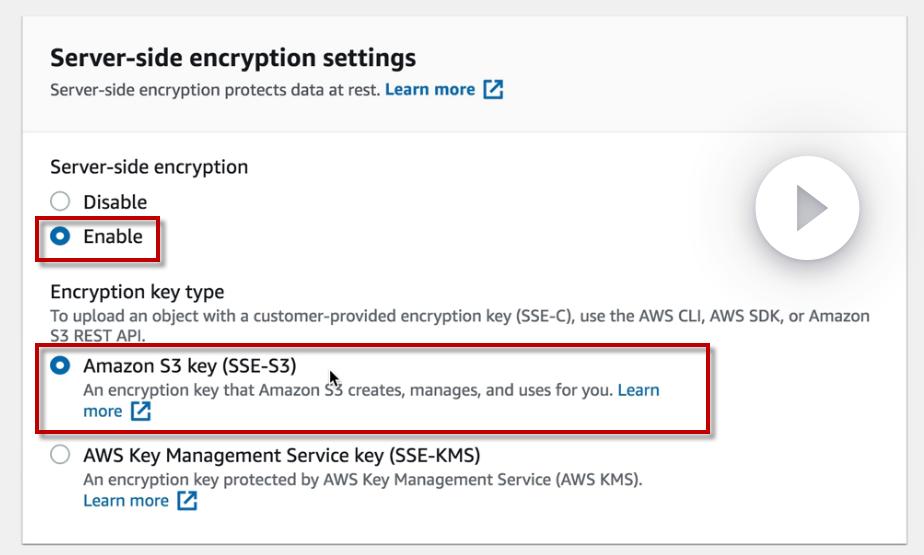 Server-side encryption settings
Server-side encryption protects data at rest. Learn more
Server-side encryption
Disable
Enable
Encryption key type
To upload an object with a customer-provided encryption key (SSE-C), use the AWS CLI, AWS SDK, or Amazon
S3 REST API.
Amazon S3 key (SSE-S3)
An encryption key that Amazon S3 creates, manages, and uses for you. Learn
more
AWS Key Management Service key (SSE-KMS)
An encryption key protected by AWS Key Management Service (AWS KMS).
Learn more